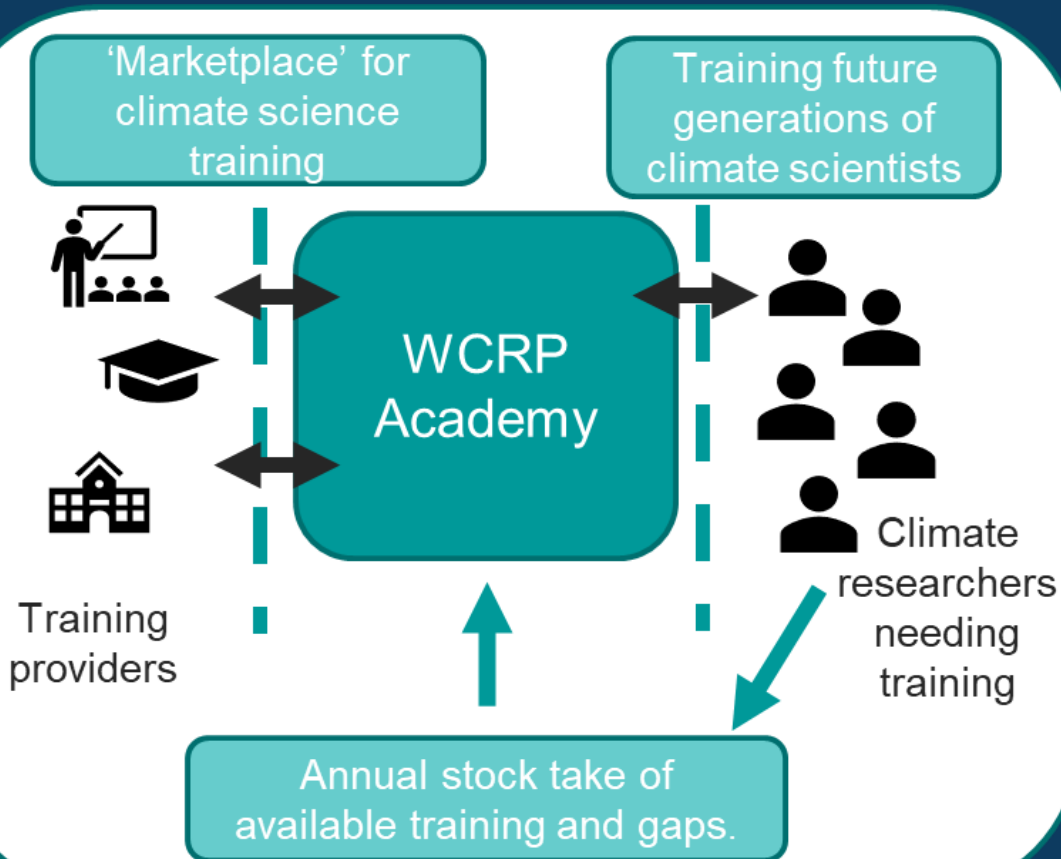 ‘Marketplace’ for
climate science
training
Training future
generations of
climate scientists
WCRP
Academy
Training
providers
Climate
researchers
needing
training
Annual stock take of
available training and gaps.